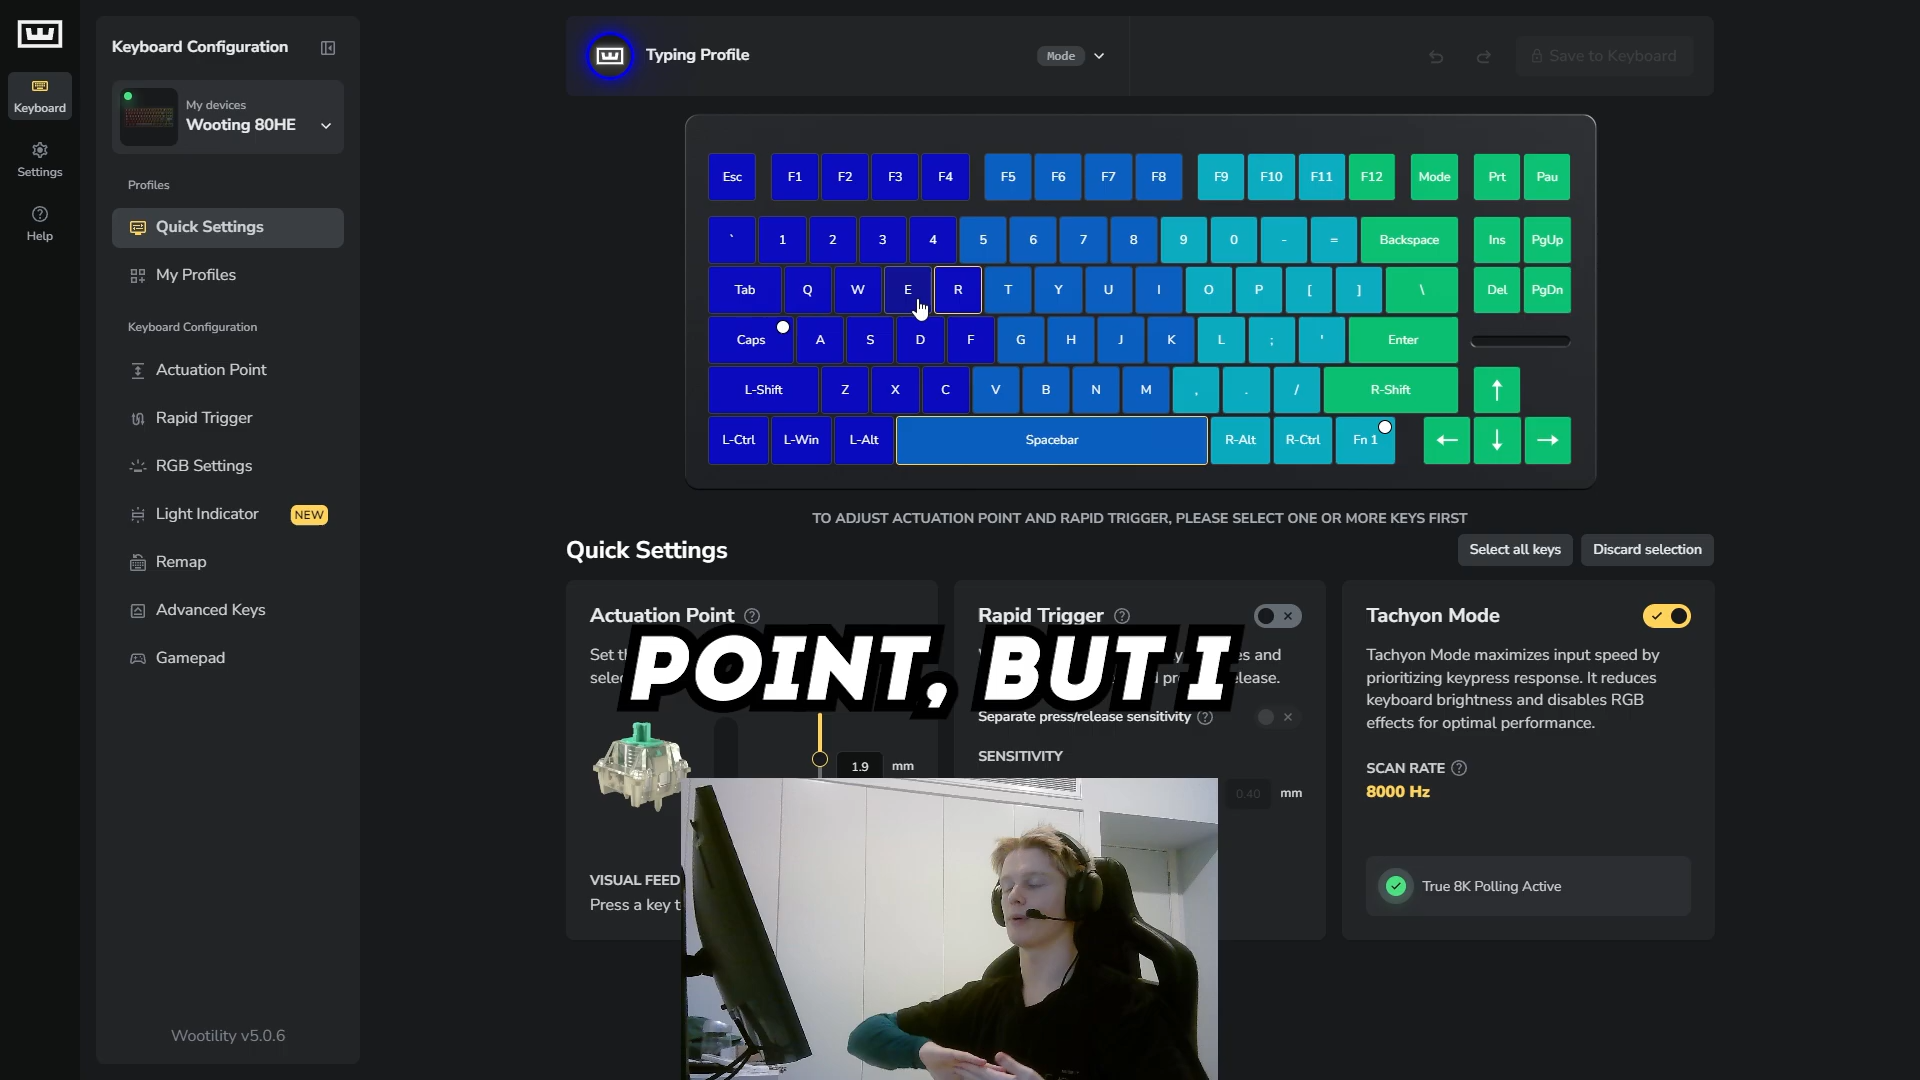 Keyboard Configuration
Keyboard
My devices
Wooting 80HE
Settings
Profiles
Help
Quick Settings
My Profiles
Keyboard Configuration
Actuation Point
Rapid Trigger
RGB Settings
Light Indicator NEW
Remap
Advanced Keys
Gamepad
Wootility v5.0.6
Typing Profile
Mode
Save to Keyboard
Esc F1 F2 F3 F4 F5 F6 F7 F8 F9 F10 F11 F12 Mode Prt Pau
` 1 2 3 4 5 6 7 8 9 0 - = Backspace Ins PgUp
Tab Q W E R T Y U I O P [ ] \ Del PgDn
Caps A S D F G H J K L ; ' Enter
L-Shift Z X C V B N M , . / R-Shift ↑
L-Ctrl L-Win L-Alt Spacebar R-Alt R-Ctrl Fn 1 ← ↓ →
TO ADJUST ACTUATION POINT AND RAPID TRIGGER, PLEASE SELECT ONE OR MORE KEYS FIRST
Quick Settings
Select all keys
Discard selection
Actuation Point
Set
POINT, BUT I
1.9 mm
VISUAL FEED
Press a key
Rapid Trigger
and
Separate press/release sensitivity
SENSITIVITY
0.40 mm
Tachyon Mode
Tachyon Mode maximizes input speed by
prioritizing keypress response. It reduces
keyboard brightness and disables RGB
effects for optimal performance.
SCAN RATE
8000 Hz
True 8K Polling Active